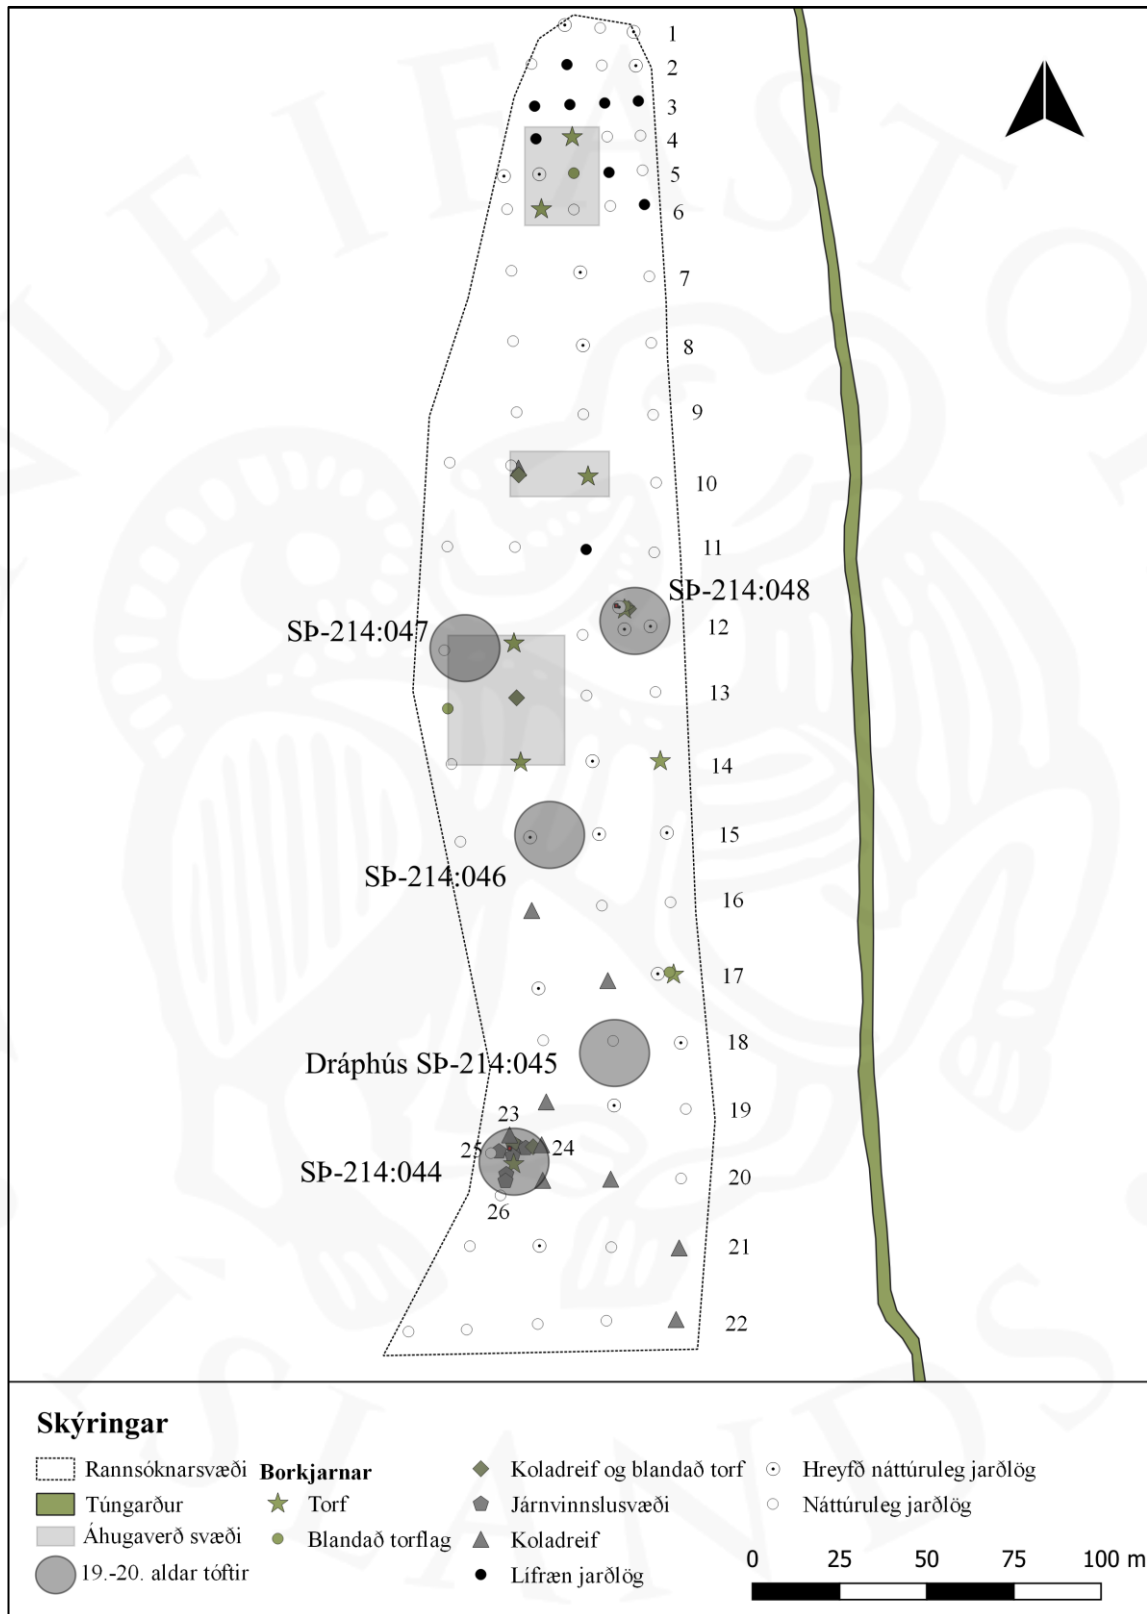 1
2
3
4
5
6
7
8
9
10
11
SÞ-214:048
12
SÞ-214:047
13
14
15
SÞ-214:046
16
17
18
Dráphús SÞ-214:045
19
23
25
24
SÞ-214:044
20
26
21
22
Skýringar
Rannsóknarsvæði
Túngarður
Áhugaverð svæði
19.-20. aldar tóftir
Borkjarnar
Torf
Blandað torflag
Koladreif og blandað torf
Járnvinnslusvæði
Koladreif
Lífræn jarðlög
Hreyfð náttúruleg jarðlög
Náttúruleg jarðlög
0 25 50 75 100 m